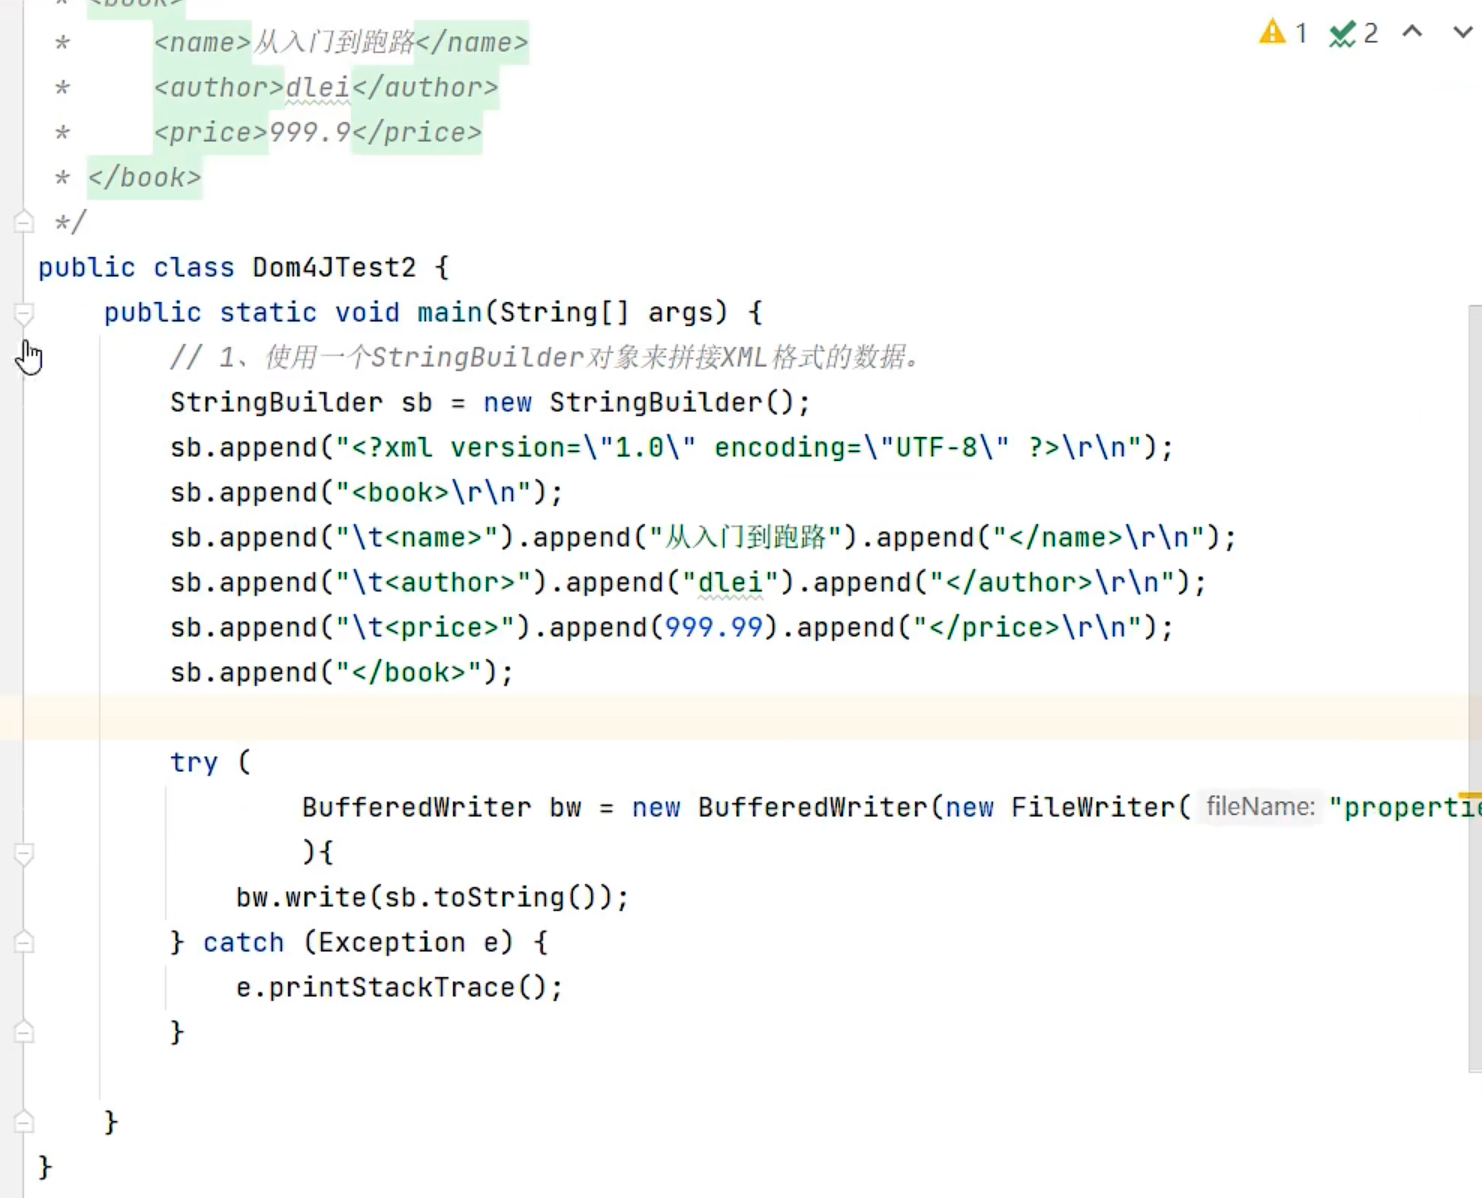 * <book>
*     <name>从入门到跑路</name>
*     <author>dlei</author>
*     <price>999.9</price>
* </book>
*/
public class Dom4JTest2 {
    public static void main(String[] args) {
        // 1、使用一个StringBuilder对象来拼接XML格式的数据。
        StringBuilder sb = new StringBuilder();
        sb.append("<?xml version=\"1.0\" encoding=\"UTF-8\" ?>\r\n");
        sb.append("<book>\r\n");
        sb.append("\t<name>").append("从入门到跑路").append("</name>\r\n");
        sb.append("\t<author>").append("dlei").append("</author>\r\n");
        sb.append("\t<price>").append(999.99).append("</price>\r\n");
        sb.append("</book>");
        try (
                BufferedWriter bw = new BufferedWriter(new FileWriter( fileName: "properti
                ){
            bw.write(sb.toString());
        } catch (Exception e) {
            e.printStackTrace();
        }
    }
}
1 2